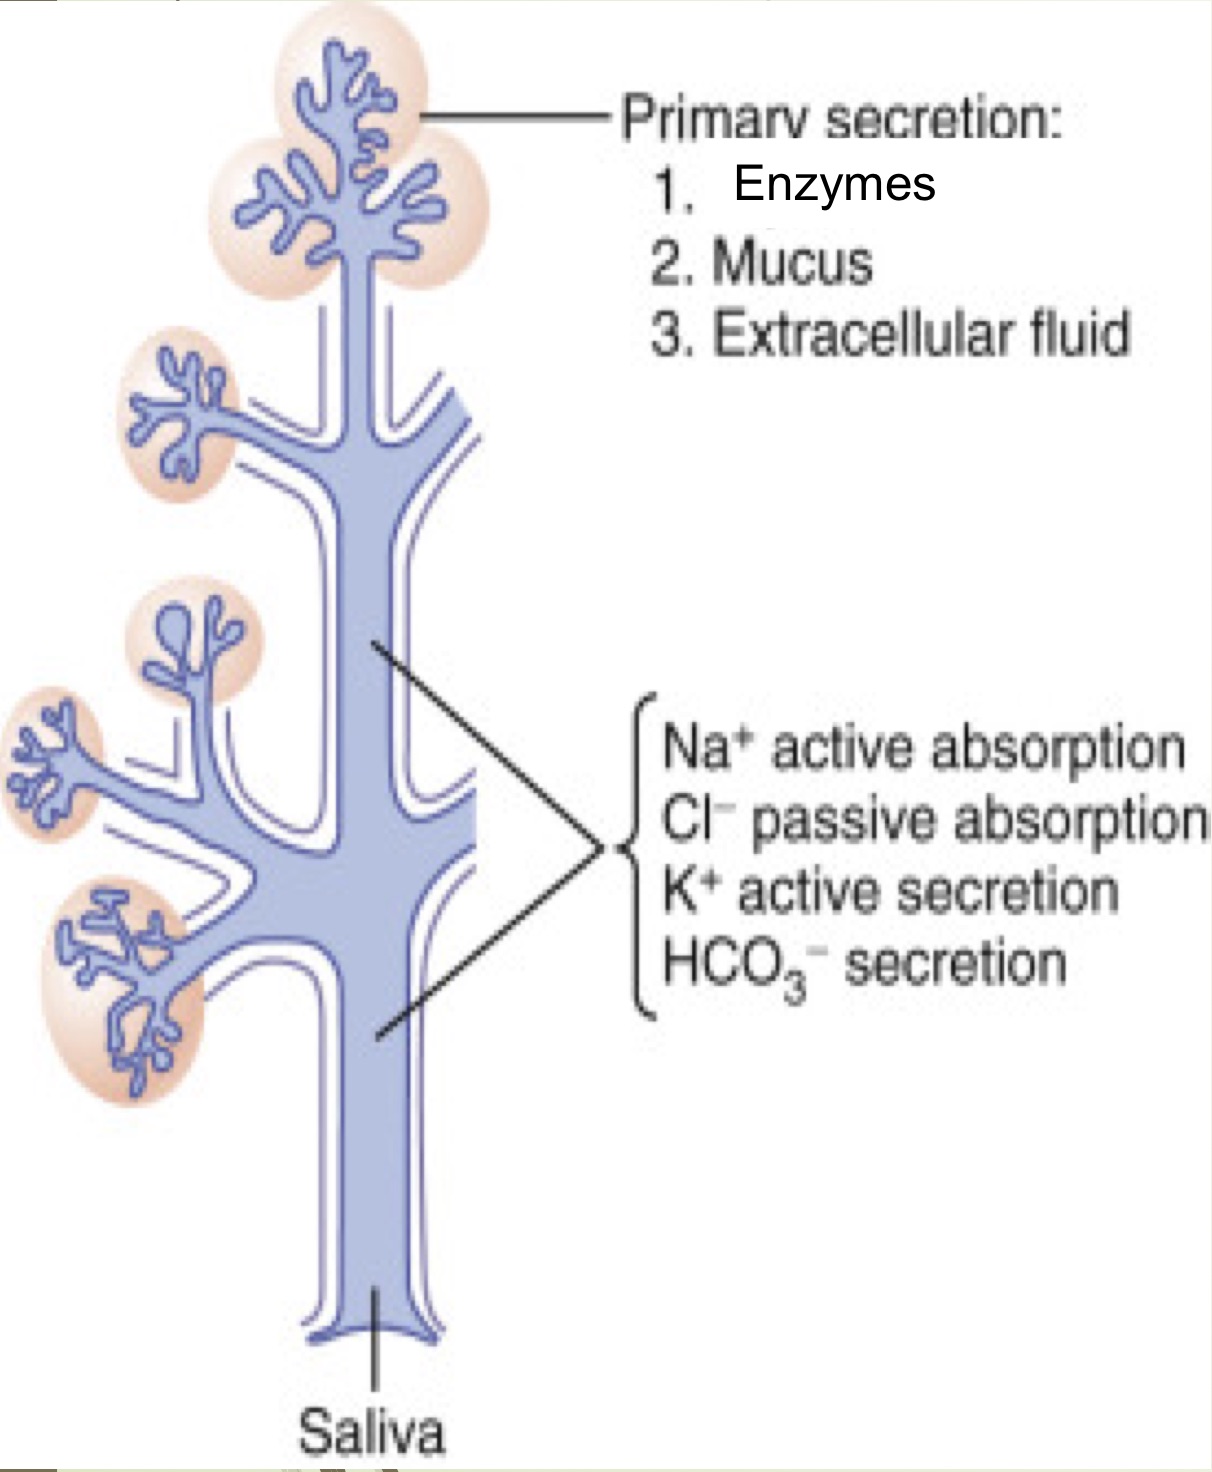 Primary secretion:
1. Enzymes
2. Mucus
3. Extracellular fluid
Na⁺ active absorption
Cl⁻ passive absorption
K⁺ active secretion
HCO₃⁻ secretion
Saliva